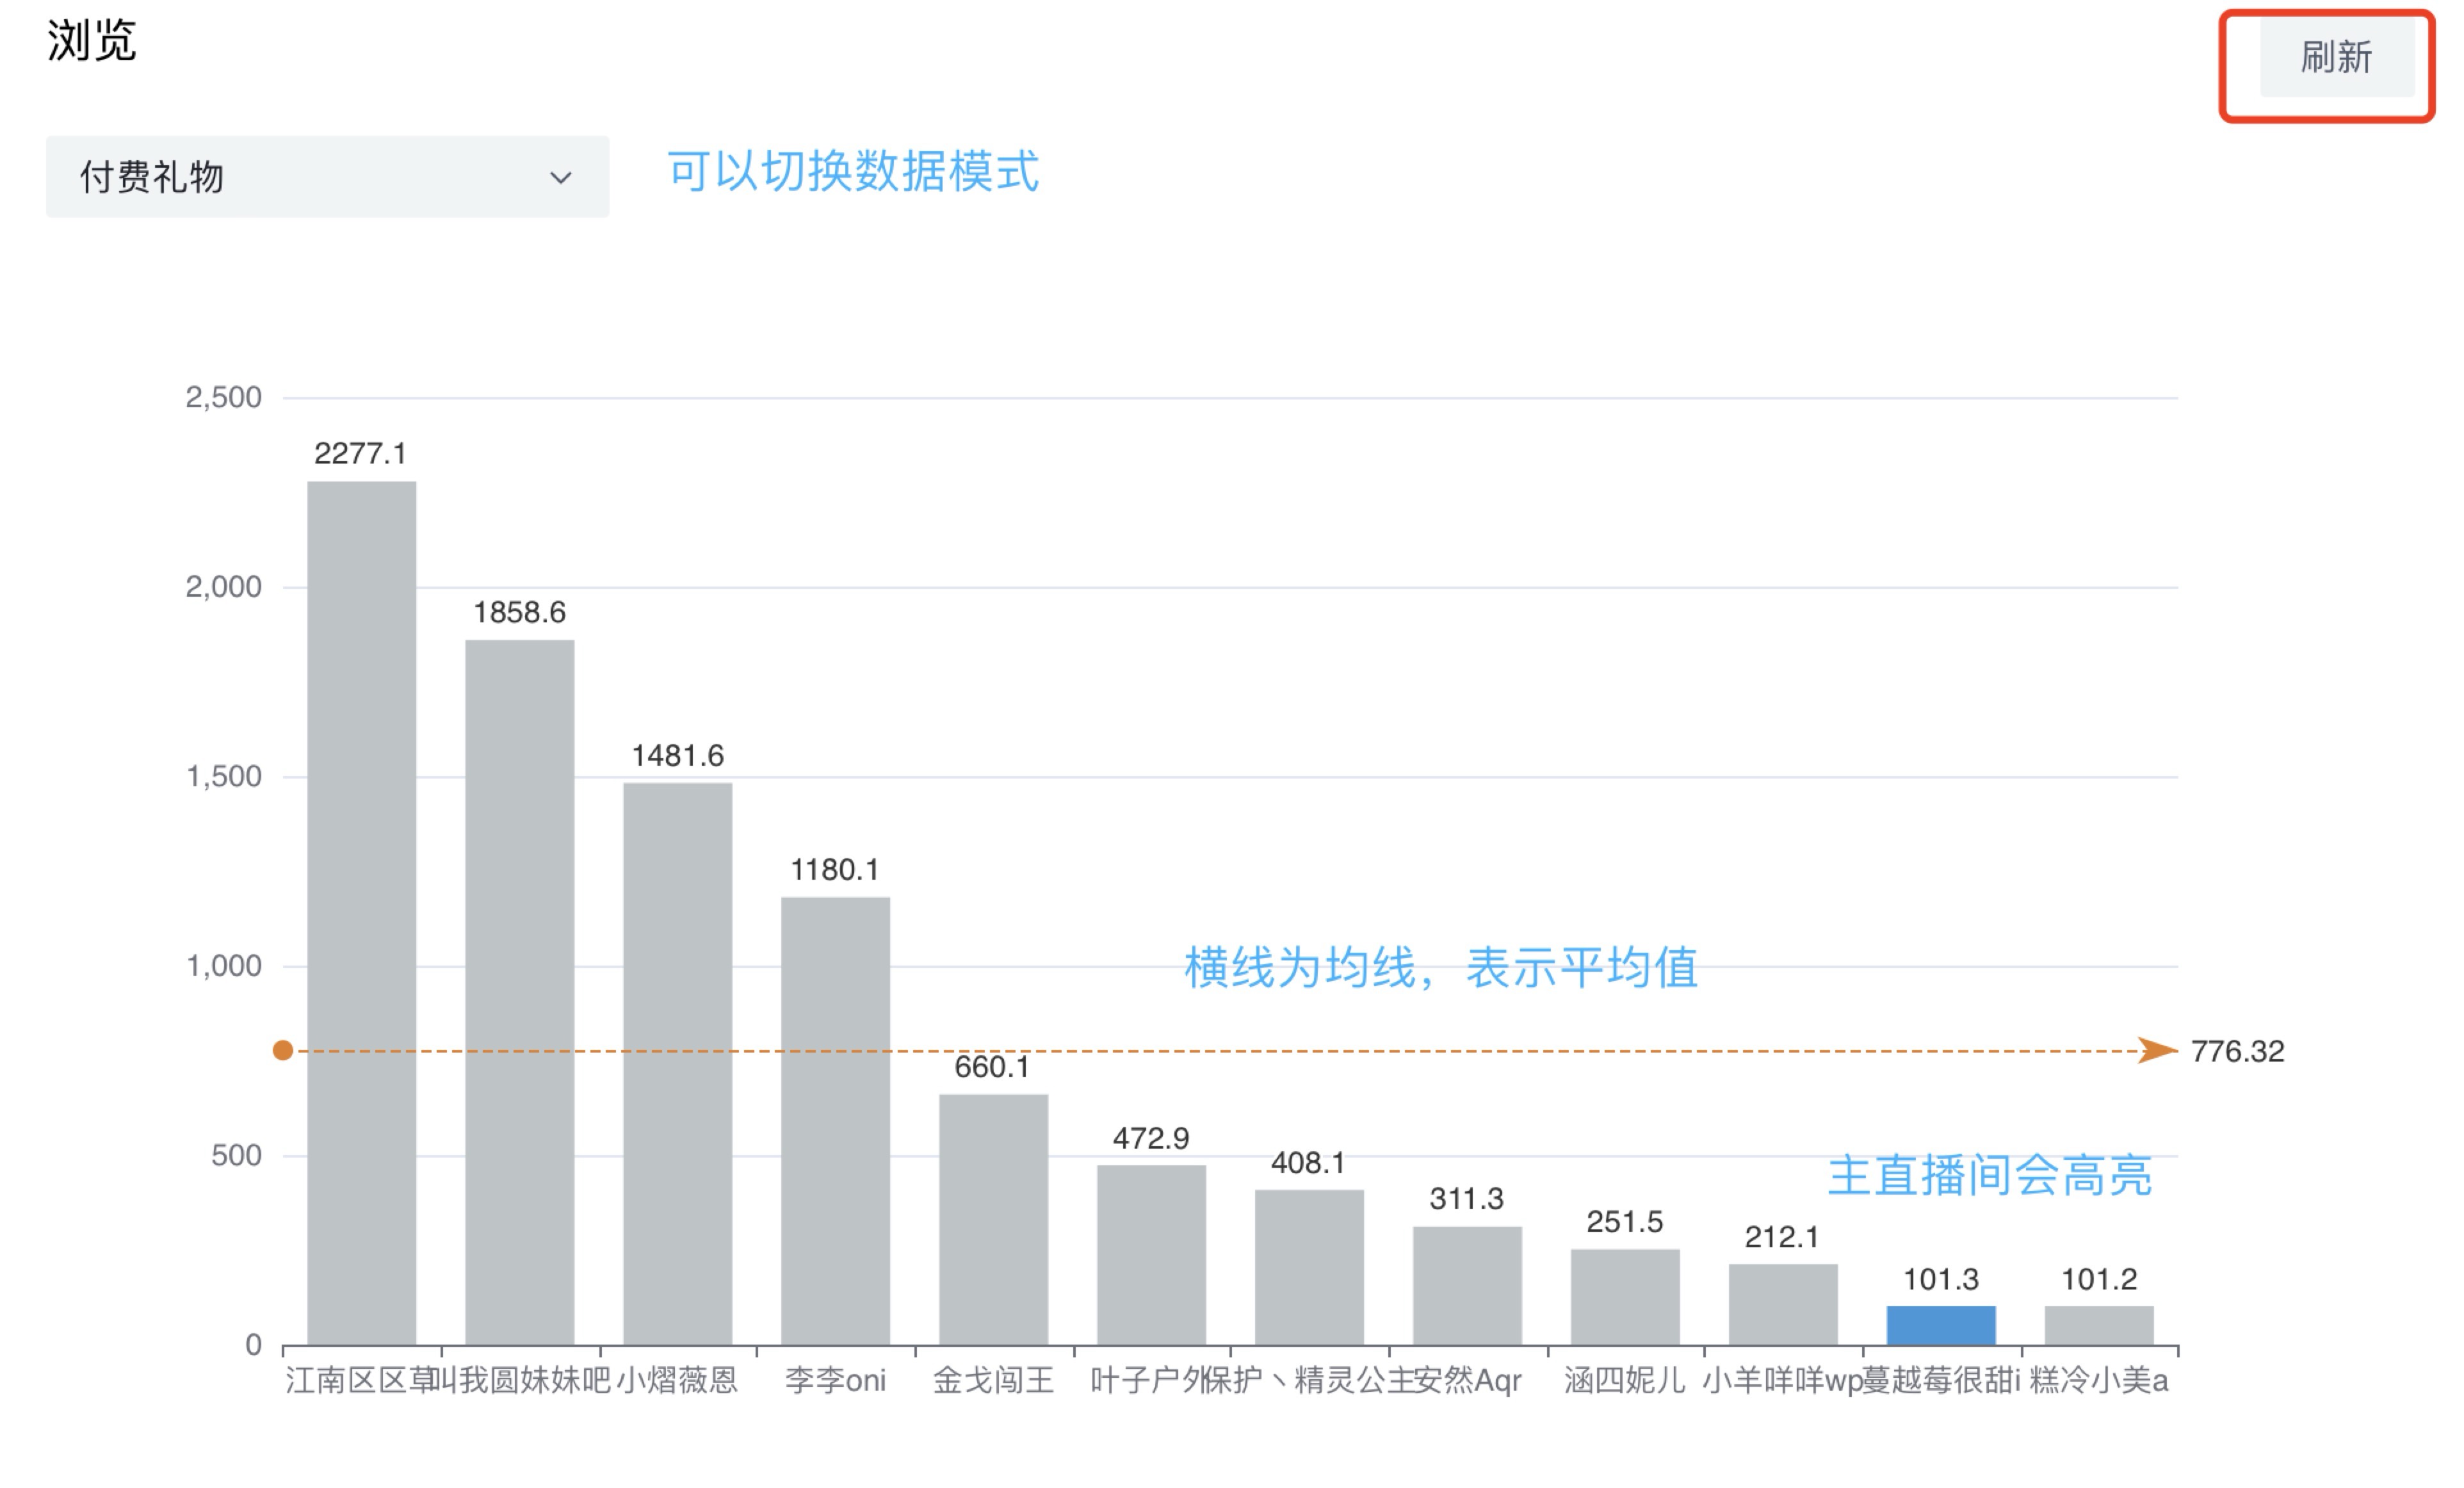 浏览
刷新
付费礼物
可以切换数据模式
2,500
2277.1
2,000
1858.6
1,500
1481.6
1180.1
1,000
横线为均线，表示平均值
776.32
660.1
500
472.9
408.1
主直播间会高亮
311.3
251.5
212.1
101.3
101.2
0
江南区区草 叫我圆妹妹吧 小熠薇恩 李李oni 金戈闯王 叶子户外 保护丶精灵公主 安然Aqr 涵四妮儿 小羊咩咩wp 蔓越莓很甜i 糕冷小美a